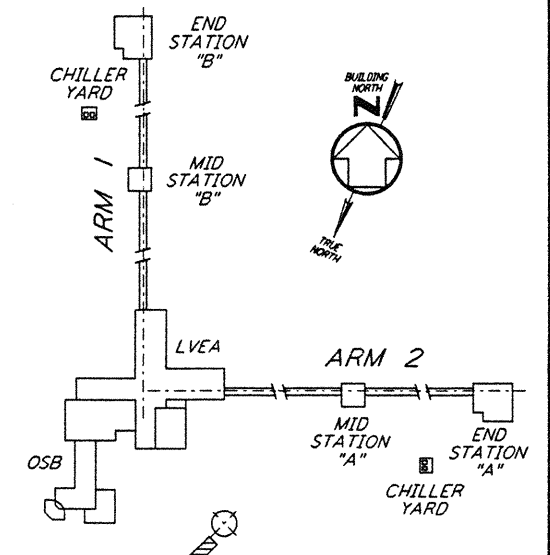 END
STATION
"B"
CHILLER
YARD
BUILDING
NORTH
N
MID
STATION
"B"
ARM 1
TRUE
NORTH
LVEA
ARM 2
MID
STATION
"A"
END
STATION
"A"
OSB
CHILLER
YARD